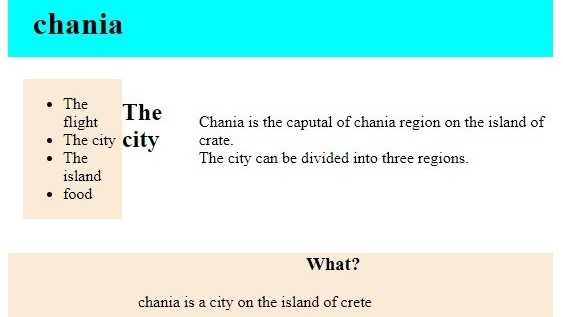 chania
The
flight
The city
The
island
food
The
city
Chania is the caputal of chania region on the island of
crate.
The city can be divided into three regions.
What?
chania is a city on the island of crete